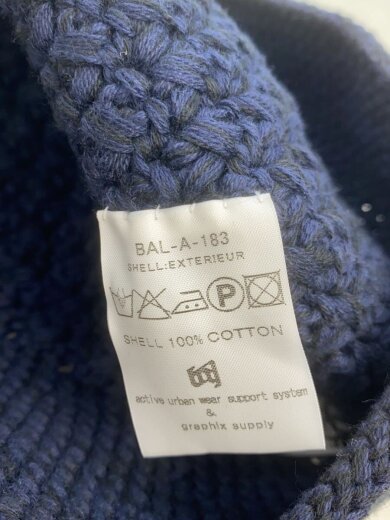 BAL-A-183
SHELL:EXTERIEUR
P
SHELL 100% COTTON
active urban wear support system
&
graphix supply